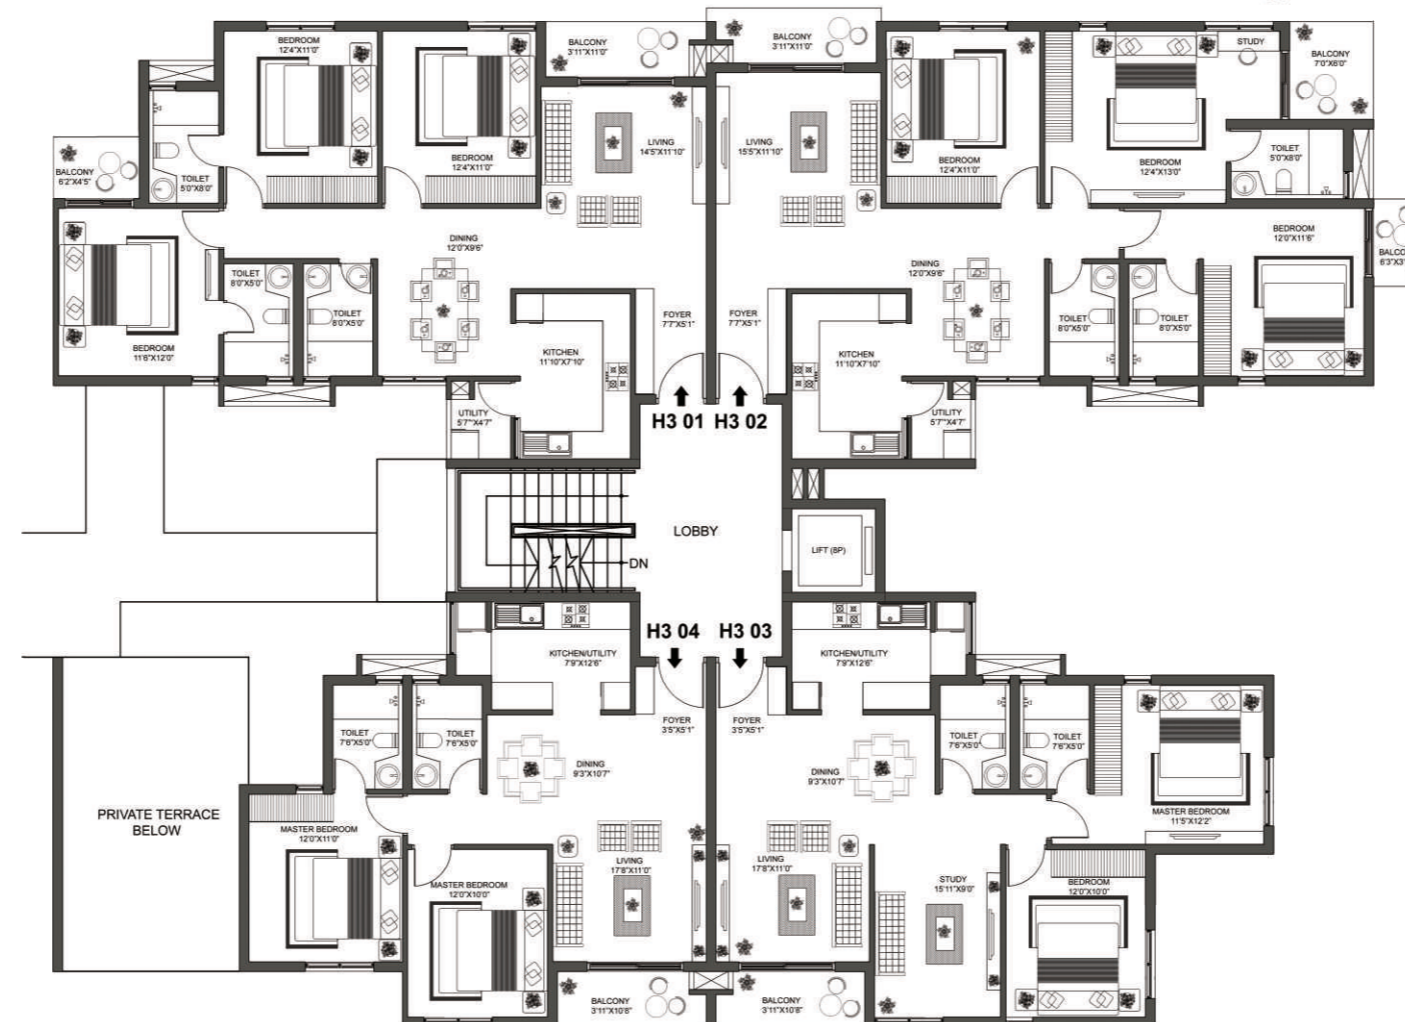 BEDROOM
12'4"X11'0"
BALCONY
3'11"X11'0"
BALCONY
3'11"X11'0"
STUDY
BALCONY
7'0"X6'0"
BEDROOM
12'4"X11'0"
LIVING
14'5"X11'10"
LIVING
15'5"X11'10"
BEDROOM
12'4"X11'0"
BEDROOM
12'4"X13'0"
TOILET
5'0"X8'0"
BALCONY
6'2"X4'5"
TOILET
5'0"X8'0"
DINING
12'0"X9'6"
BEDROOM
12'0"X11'6"
TOILET
8'0"X5'0"
DINING
12'0"X9'6"
TOILET
8'0"X5'0"
FOYER
7'7"X5'1"
FOYER
7'7"X5'1"
TOILET
8'0"X5'0"
TOILET
8'0"X5'0"
BEDROOM
11'6"X12'0"
KITCHEN
11'10"X7'10"
KITCHEN
11'10"X7'10"
UTILITY
5'7"X4'7"
H3 01
H3 02
UTILITY
5'7"X4'7"
LOBBY
LIFT (8P)
DN
H3 04
H3 03
KITCHEN/UTILITY
7'9"X12'6"
KITCHEN/UTILITY
7'9"X12'6"
FOYER
3'5"X5'1"
FOYER
3'5"X5'1"
TOILET
7'6"X5'0"
TOILET
7'6"X5'0"
TOILET
7'6"X5'0"
TOILET
7'6"X5'0"
DINING
9'3"X10'7"
DINING
9'3"X10'7"
PRIVATE TERRACE
BELOW
MASTER BEDROOM
12'0"X11'0"
MASTER BEDROOM
11'5"X12'2"
LIVING
17'8"X11'0"
LIVING
17'8"X11'0"
MASTER BEDROOM
12'0"X10'0"
STUDY
15'11"X9'0"
BEDROOM
12'0"X10'0"
BALCONY
3'11"X10'8"
BALCONY
3'11"X10'8"